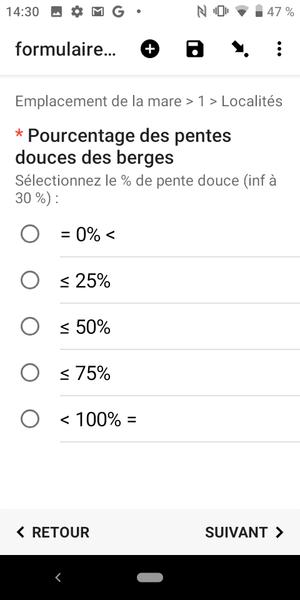 14:30 G 47 %
formulaire...
Emplacement de la mare > 1 > Localités
* Pourcentage des pentes
douces des berges
Sélectionnez le % de pente douce (inf à
30 %) :
= 0% <
≤ 25%
≤ 50%
≤ 75%
< 100% =
< RETOUR SUIVANT >